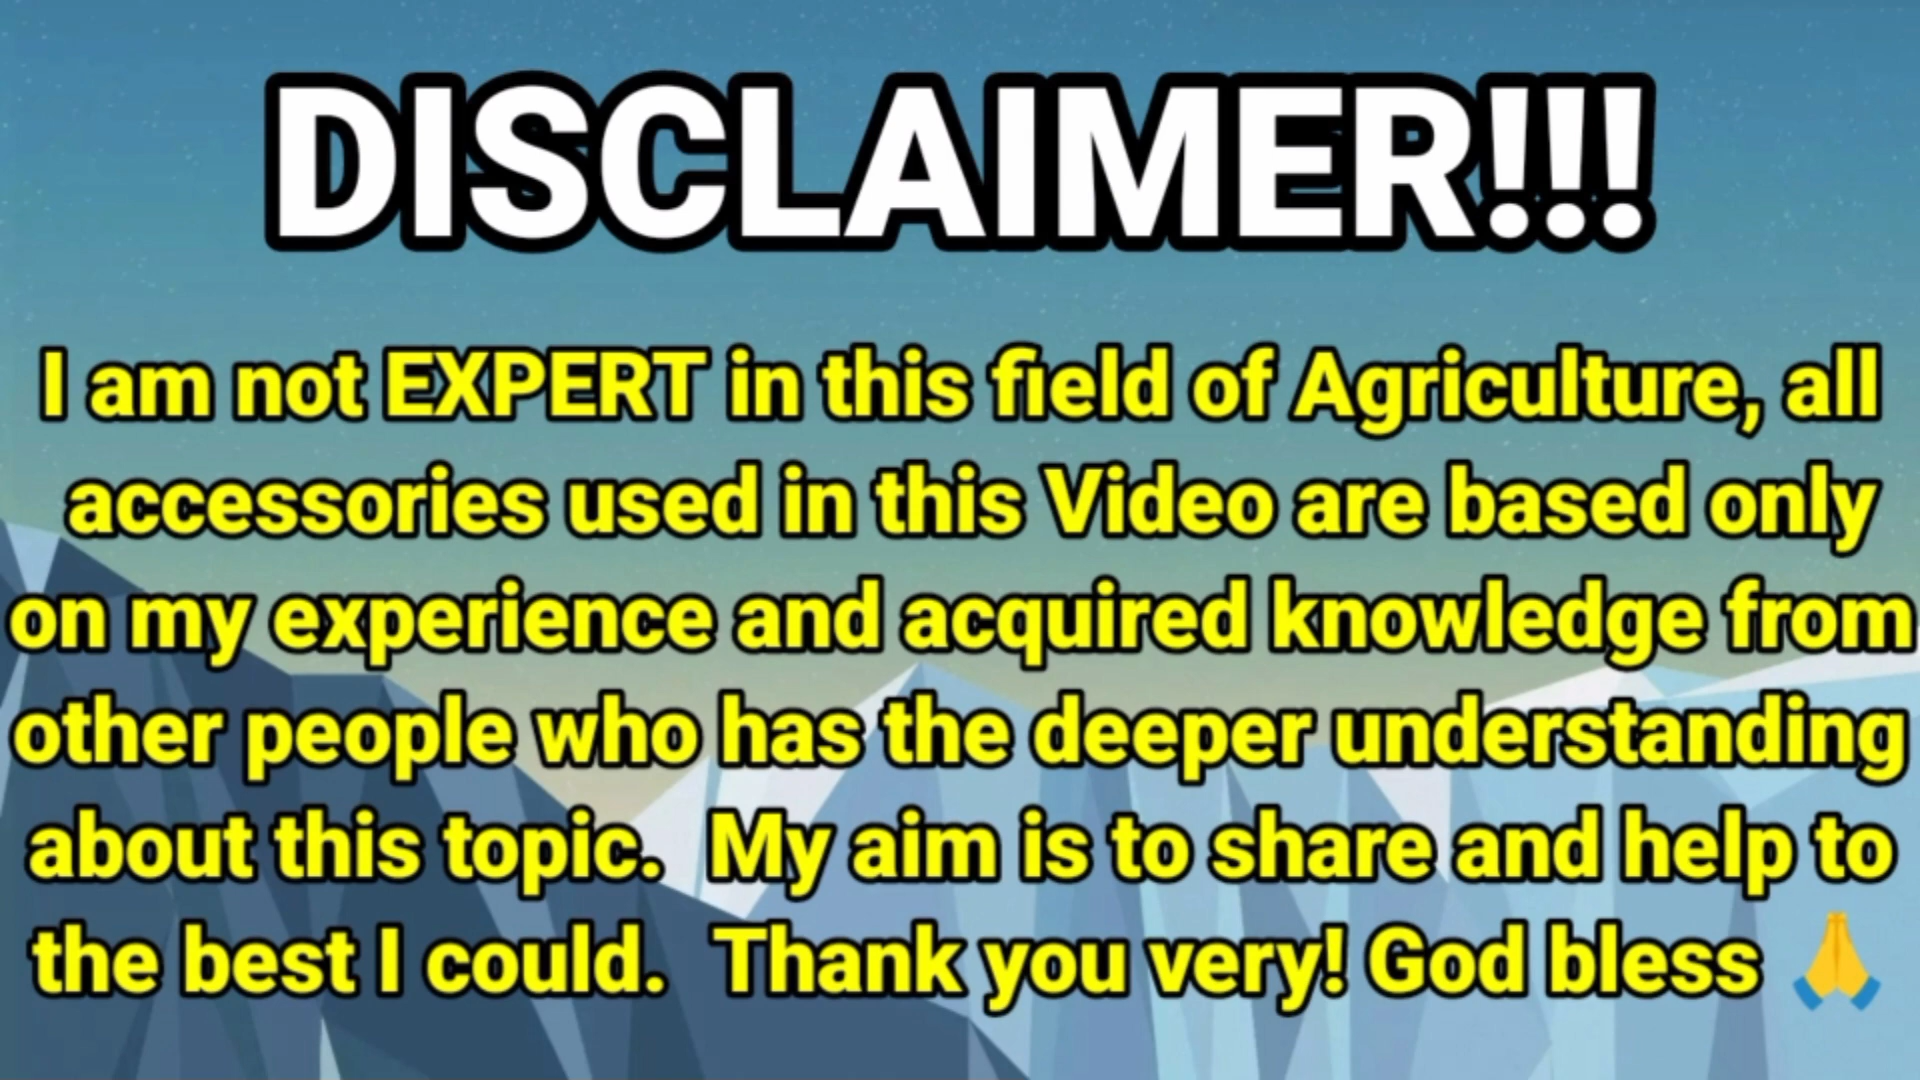 DISCLAIMER!!!
I am not EXPERT in this field of Agriculture, all
accessories used in this Video are based only
on my experience and acquired knowledge from
other people who has the deeper understanding
about this topic.  My aim is to share and help to
the best I could.  Thank you very! God bless 🙏